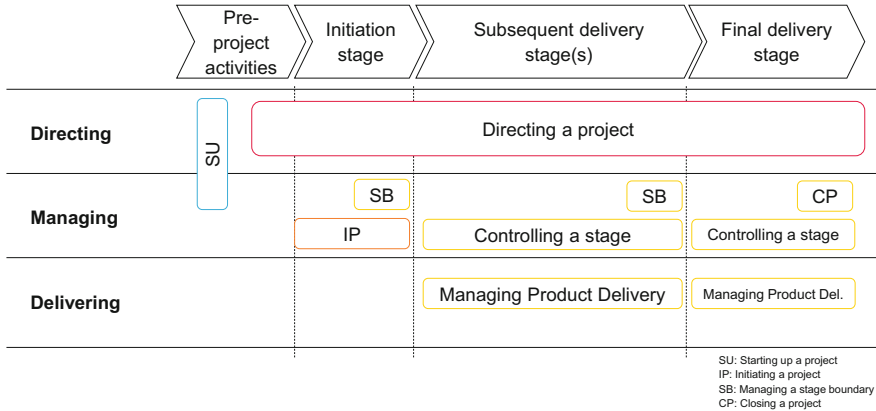 Pre-
project
activities
Initiation
stage
Subsequent delivery
stage(s)
Final delivery
stage
Directing
SU
Directing a project
Managing
SB
SB
CP
IP
Controlling a stage
Controlling a stage
Delivering
Managing Product Delivery
Managing Product Del.
SU: Starting up a project
IP: Initiating a project
SB: Managing a stage boundary
CP: Closing a project